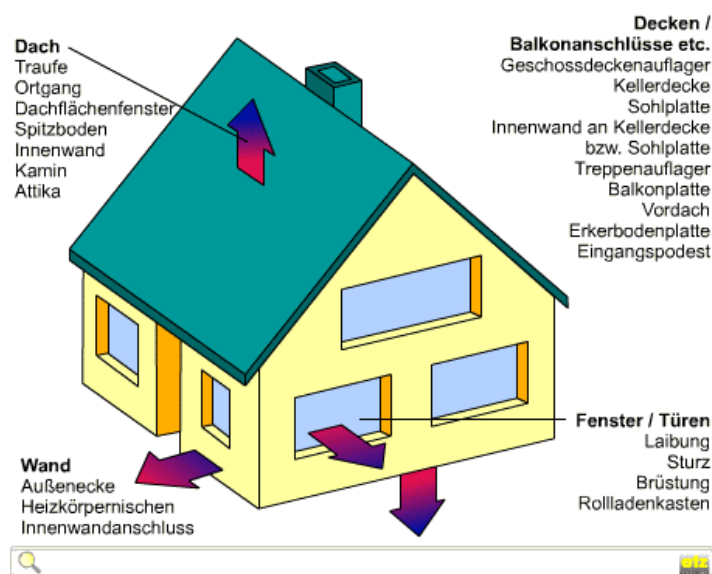 Dach
Traufe
Ortgang
Dachflächenfenster
Spitzboden
Innenwand
Kamin
Attika
Decken /
Balkonanschlüsse etc.
Geschossdeckenauflager
Kellerdecke
Sohlplatte
Innenwand an Kellerdecke
bzw. Sohlplatte
Treppenauflager
Balkonplatte
Vordach
Erkerbodenplatte
Eingangspodest
Fenster / Türen
Laibung
Sturz
Brüstung
Rollladenkasten
Wand
Außenecke
Heizkörpernischen
Innenwandanschluss